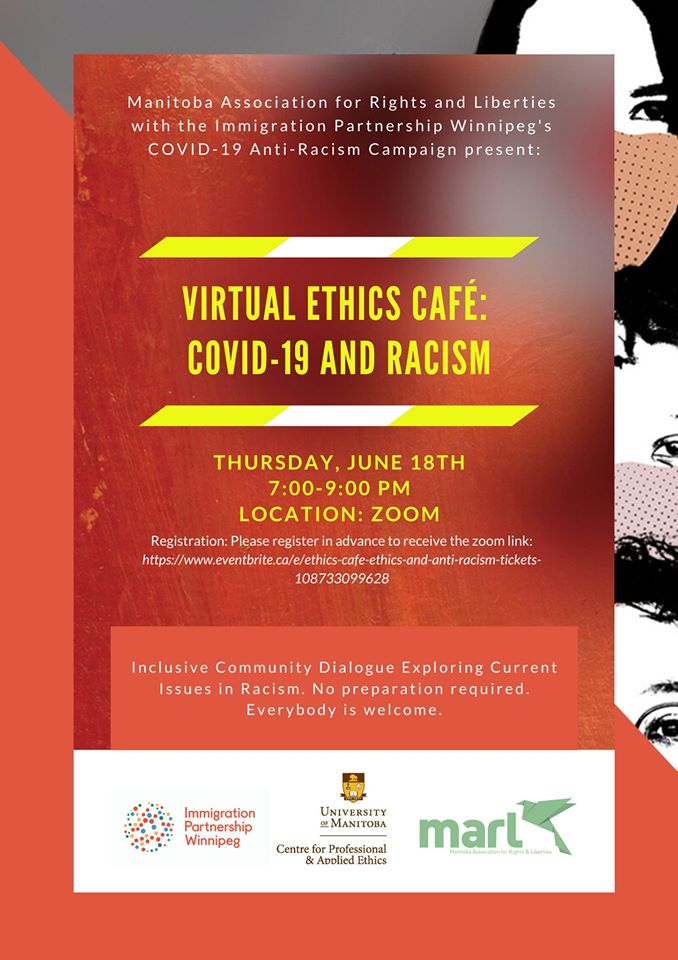 Manitoba Association for Rights and Liberties
with the Immigration Partnership Winnipeg's
COVID-19 Anti-Racism Campaign present:
VIRTUAL ETHICS CAFÉ:
COVID-19 AND RACISM
THURSDAY, JUNE 18TH
7:00-9:00 PM
LOCATION: ZOOM
Registration: Please register in advance to receive the zoom link:
https://www.eventbrite.ca/e/ethics-cafe-ethics-and-anti-racism-tickets-
108733099628
Inclusive Community Dialogue Exploring Current
Issues in Racism. No preparation required.
Everybody is welcome.
Immigration
Partnership
Winnipeg
UNIVERSITY
OF MANITOBA
Centre for Professional
& Applied Ethics
marl
Manitoba Association for Rights & Liberties